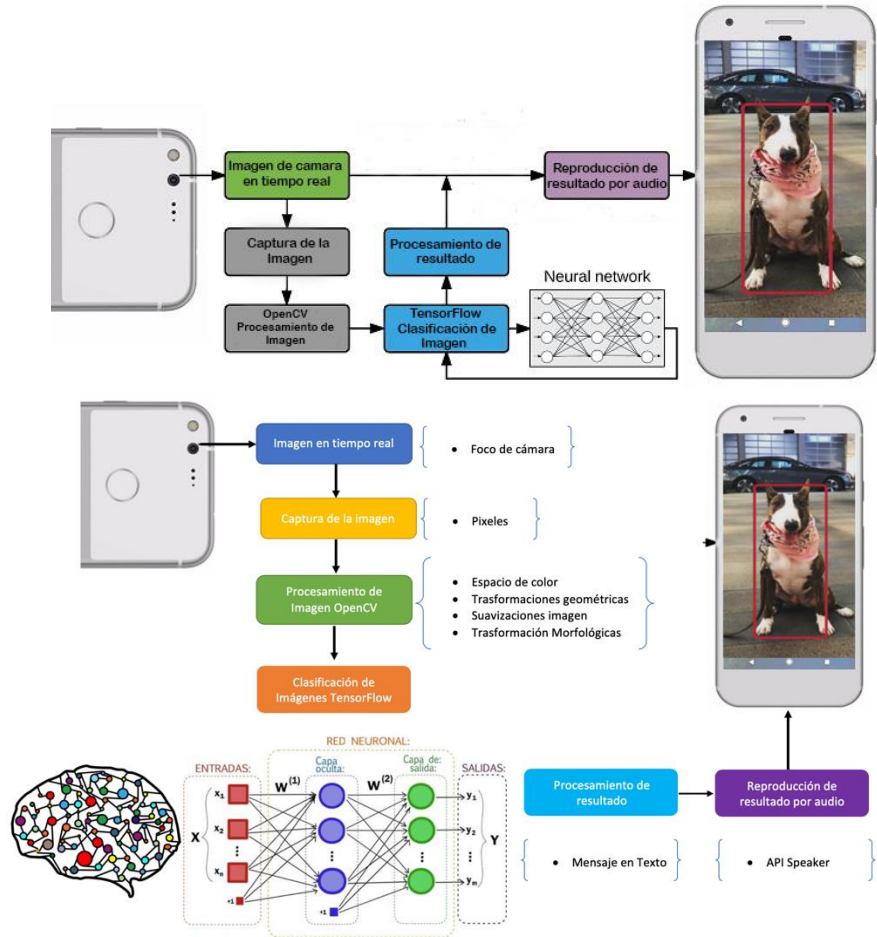 Imagen de camara
en tiempo real
Reproducción de
resultado por audio
Captura de la
Imagen
Procesamiento de
resultado
Neural network
OpenCV
Procesamiento de
Imagen
TensorFlow
Clasificación de
Imagen
Imagen en tiempo real
• Foco de cámara
Captura de la imagen
• Pixeles
Procesamiento de
Imagen OpenCV
• Espacio de color
• Trasformaciones geométricas
• Suavizaciones imagen
• Trasformación Morfológicas
Clasificación de
Imágenes TensorFlow
RED NEURONAL:
ENTRADAS:
W(1)
Capa
oculta:
W(2)
Capa de
salida:
SALIDAS:
X
x1
x2
xn
+1
+1
y1
y2
ym
Y
Procesamiento de
resultado
Reproducción de
resultado por audio
• Mensaje en Texto
• API Speaker